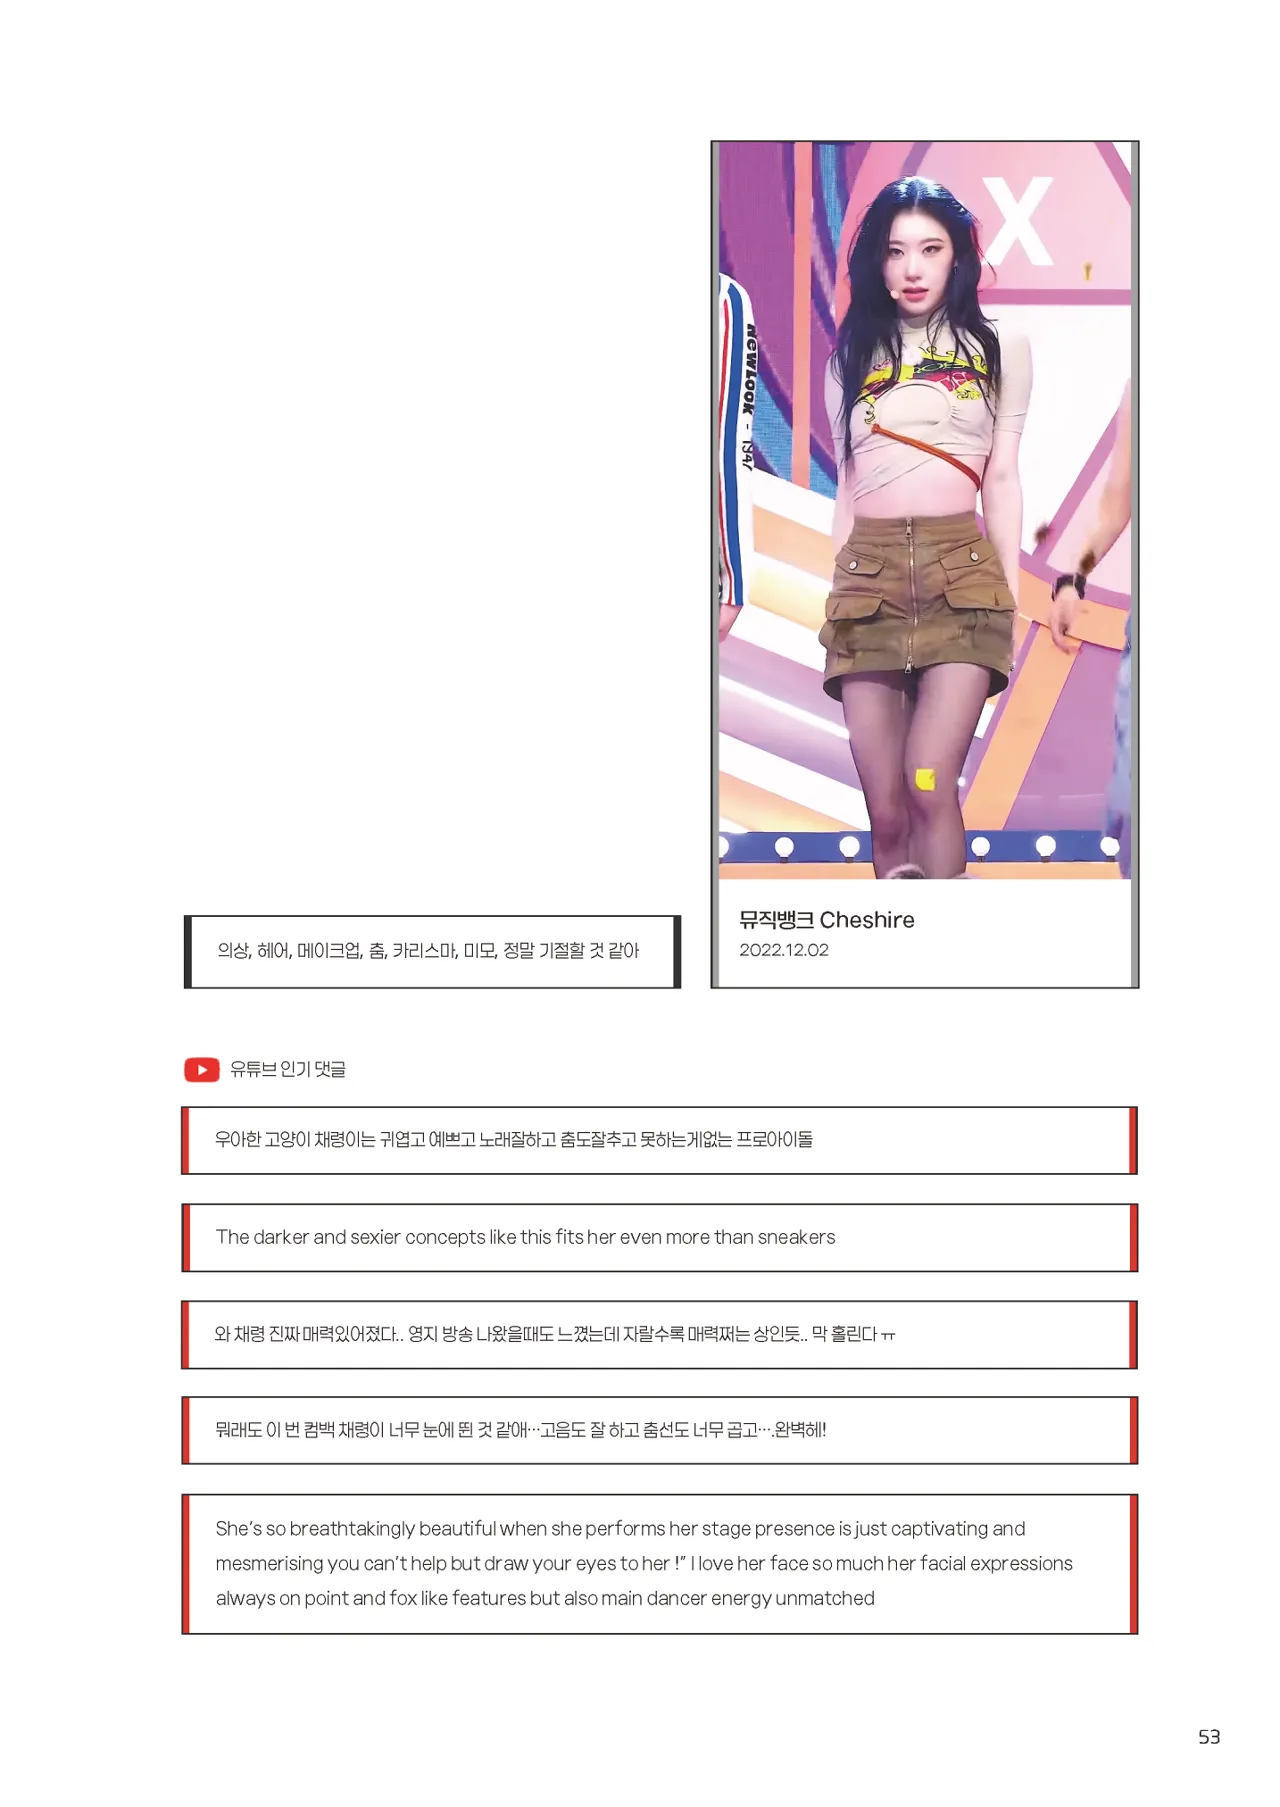 X
NEWLOOK - 1947
의상, 헤어, 메이크업, 춤, 카리스마, 미모, 정말 기절할 것 같아
뮤직뱅크 Cheshire
2022.12.02
유튜브 인기 댓글
우아한 고양이 채령이는 귀엽고 예쁘고 노래잘하고 춤도잘추고 못하는게없는 프로아이돌
The darker and sexier concepts like this fits her even more than sneakers
와 채령 진짜 매력있어졌다.. 영지 방송 나왔을때도 느꼈는데 자랄수록 매력쩌는 상인듯.. 막 홀린다 ㅠ
뭐래도 이 번 컴백 채령이 너무 눈에 띈 것 같애…고음도 잘 하고 춤선도 너무 곱고….완벽헤!
She's so breathtakingly beautiful when she performs her stage presence is just captivating and
mesmerising you can't help but draw your eyes to her !" I love her face so much her facial expressions
always on point and fox like features but also main dancer energy unmatched
53